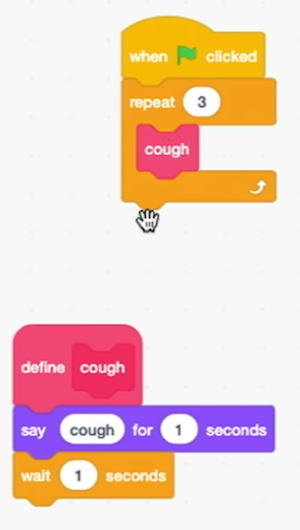 when clicked
repeat 3
cough
define cough
say cough for 1 seconds
wait 1 seconds